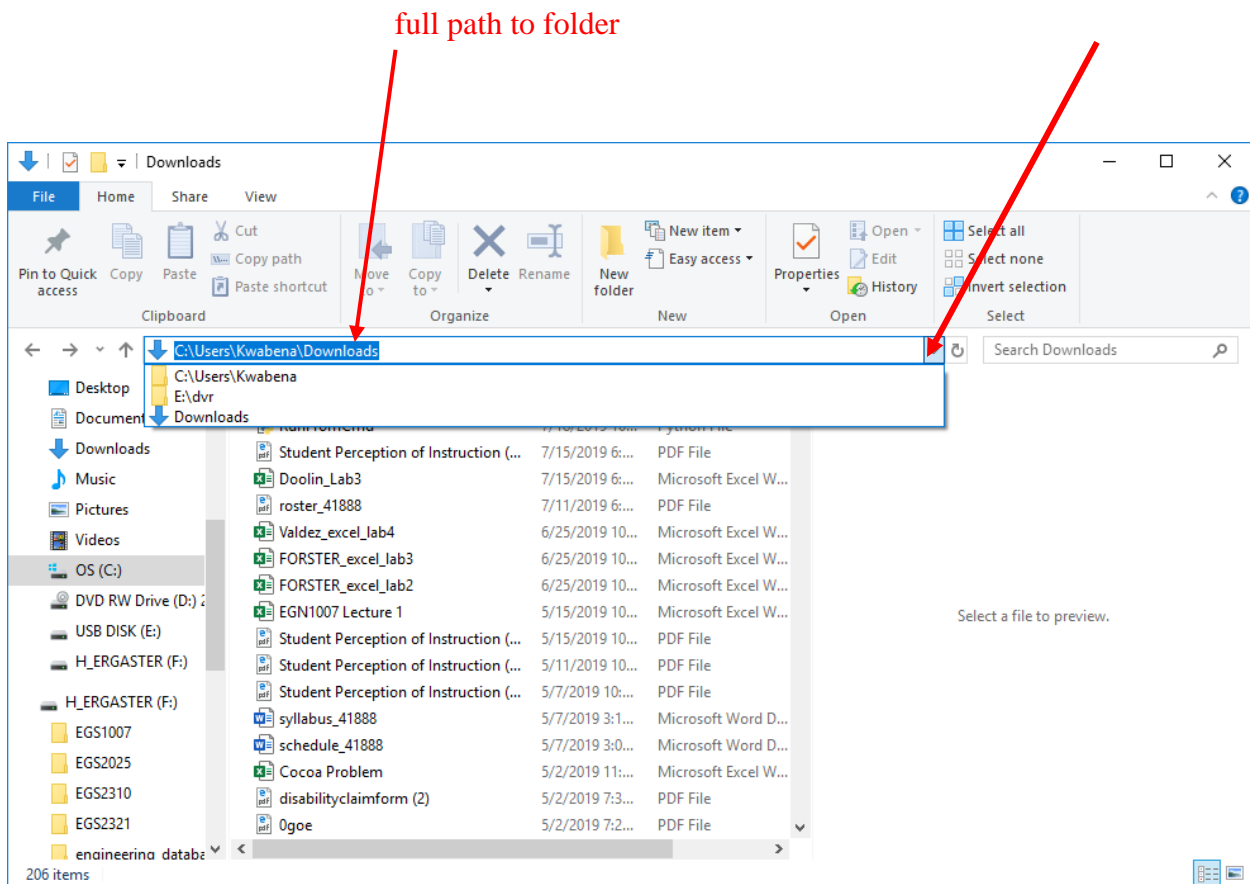 full path to folder
Downloads
File Home Share View
Pin to Quick access Copy Paste Cut Copy path Paste shortcut
Move to Copy to Delete Rename New folder New item Easy access
Properties Open Edit History Select all Select none Invert selection
Clipboard Organize New Open Select
C:\Users\Kwabena\Downloads Search Downloads
C:\Users\Kwabena
E:\dvr
Downloads
Desktop
Document
Downloads Student Perception of Instruction (... 7/15/2019 6:... PDF File
Music Doolin_Lab3 7/15/2019 6:... Microsoft Excel W...
Pictures roster_41888 7/11/2019 6:... PDF File
Videos Valdez_excel_lab4 6/25/2019 10... Microsoft Excel W...
OS (C:) FORSTER_excel_lab3 6/25/2019 10... Microsoft Excel W...
FORSTER_excel_lab2 6/25/2019 10... Microsoft Excel W...
DVD RW Drive (D:) 2 EGN1007 Lecture 1 5/15/2019 10... Microsoft Excel W...
USB DISK (E:) Student Perception of Instruction (... 5/15/2019 10... PDF File
H_ERGASTER (F:) Student Perception of Instruction (... 5/11/2019 10... PDF File
H_ERGASTER (F:) Student Perception of Instruction (... 5/7/2019 10:... PDF File
EGS1007 syllabus_41888 5/7/2019 3:1... Microsoft Word D...
schedule_41888 5/7/2019 3:0... Microsoft Word D...
EGS2025 Cocoa Problem 5/2/2019 11:... Microsoft Excel W...
EGS2310 disabilityclaimform (2) 5/2/2019 7:3... PDF File
EGS2321 0goe 5/2/2019 7:2... PDF File
engineering_databa
Select a file to preview.
206 items